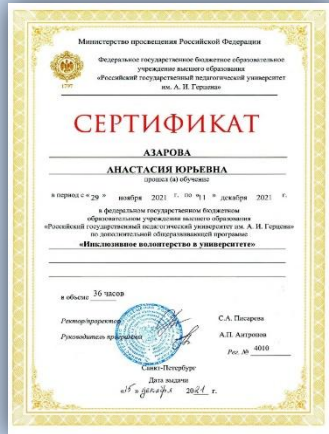 Министерство просвещения Российской Федерации
Федеральное государственное бюджетное образовательное
учреждение высшего образования
«Российский государственный педагогический университет
им. А. И. Герцена»
1797
СЕРТИФИКАТ
АЗАРОВА
АНАСТАСИЯ ЮРЬЕВНА
прошел (а) обучение
в период с «29 » ноября 2021 г. по «11 » декабря 2021 г.
в федеральном государственном бюджетном
образовательном учреждении высшего образования
«Российский государственный педагогический университет им. А. И. Герцена»
по дополнительной общеразвивающей программе
«Инклюзивное волонтерство в университете»
в объеме 36 часов
Ректор/проректор С.А. Писарева
Руководитель программы А.П. Антропов
Рег. № 4010
Санкт-Петербург
Дата выдачи
«15» декабря 2021 г.